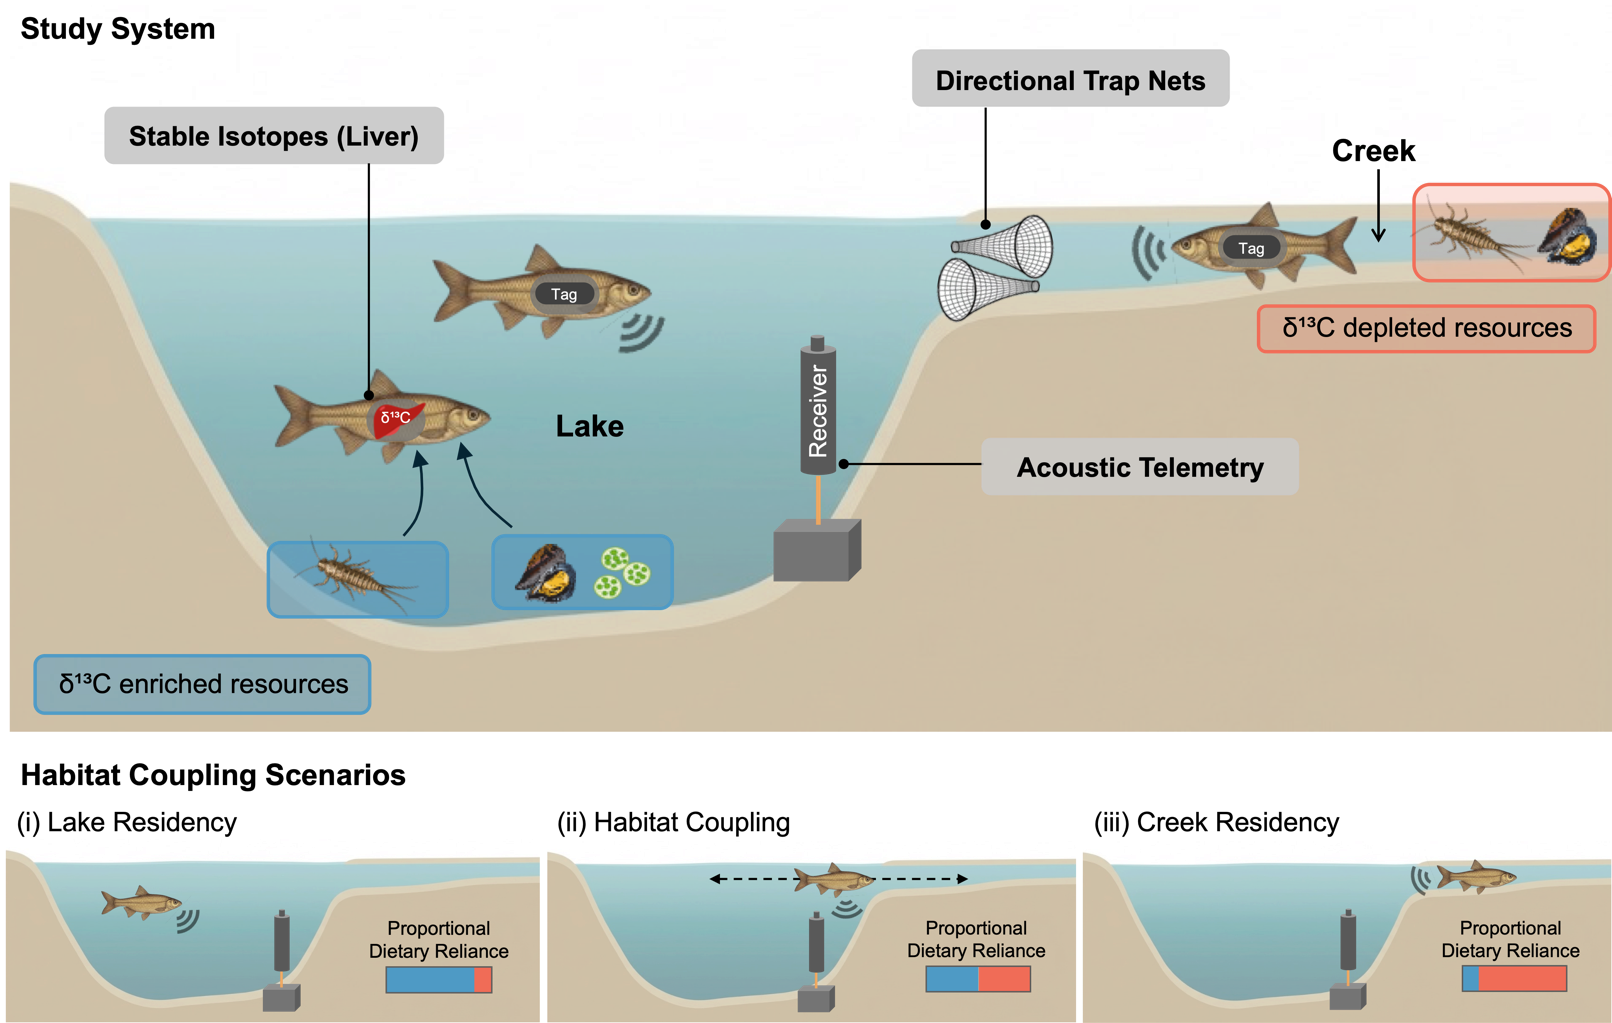 Study System
Directional Trap Nets
Stable Isotopes (Liver)
Creek
Tag
Tag
δ¹³C depleted resources
Receiver
δ¹³C
Lake
Acoustic Telemetry
δ¹³C enriched resources
Habitat Coupling Scenarios
(i) Lake Residency
Proportional
Dietary Reliance
(ii) Habitat Coupling
Proportional
Dietary Reliance
(iii) Creek Residency
Proportional
Dietary Reliance